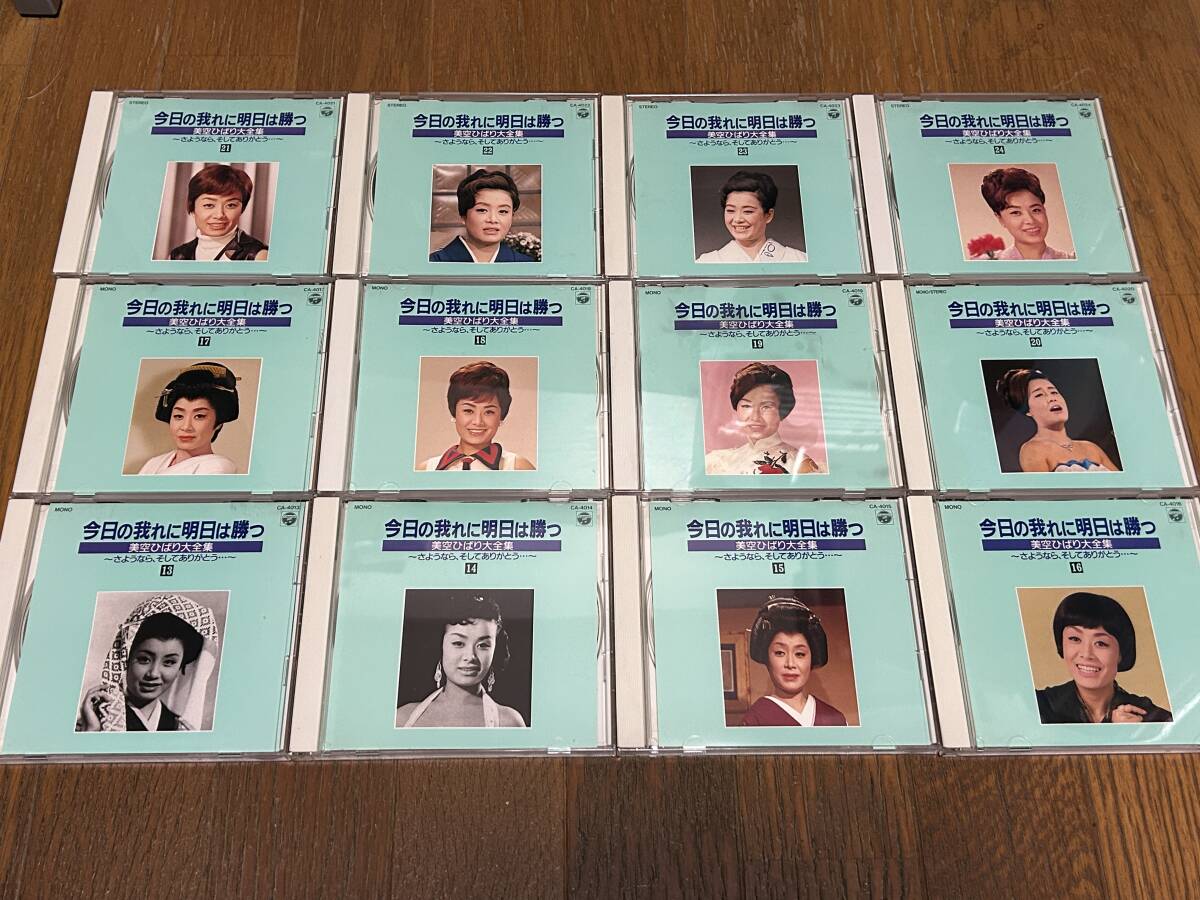 STEREO CA-4021
今日の我れに明日は勝つ
美空ひばり大全集
～さようなら、そしてありがとう…～
21
STEREO CA-4022
今日の我れに明日は勝つ
美空ひばり大全集
～さようなら、そしてありがとう…～
22
STEREO CA-4023
今日の我れに明日は勝つ
美空ひばり大全集
～さようなら、そしてありがとう…～
23
STEREO CA-4024
今日の我れに明日は勝つ
美空ひばり大全集
～さようなら、そしてありがとう…～
24
MONO CA-4017
今日の我れに明日は勝つ
美空ひばり大全集
～さようなら、そしてありがとう…～
17
MONO CA-4018
今日の我れに明日は勝つ
美空ひばり大全集
～さようなら、そしてありがとう…～
18
MONO CA-4019
今日の我れに明日は勝つ
美空ひばり大全集
～さようなら、そしてありがとう…～
19
MONO/STEREO CA-4020
今日の我れに明日は勝つ
美空ひばり大全集
～さようなら、そしてありがとう…～
20
MONO CA-4013
今日の我れに明日は勝つ
美空ひばり大全集
～さようなら、そしてありがとう…～
13
MONO CA-4014
今日の我れに明日は勝つ
美空ひばり大全集
～さようなら、そしてありがとう…～
14
MONO CA-4015
今日の我れに明日は勝つ
美空ひばり大全集
～さようなら、そしてありがとう…～
15
MONO CA-4016
今日の我れに明日は勝つ
美空ひばり大全集
～さようなら、そしてありがとう…～
16